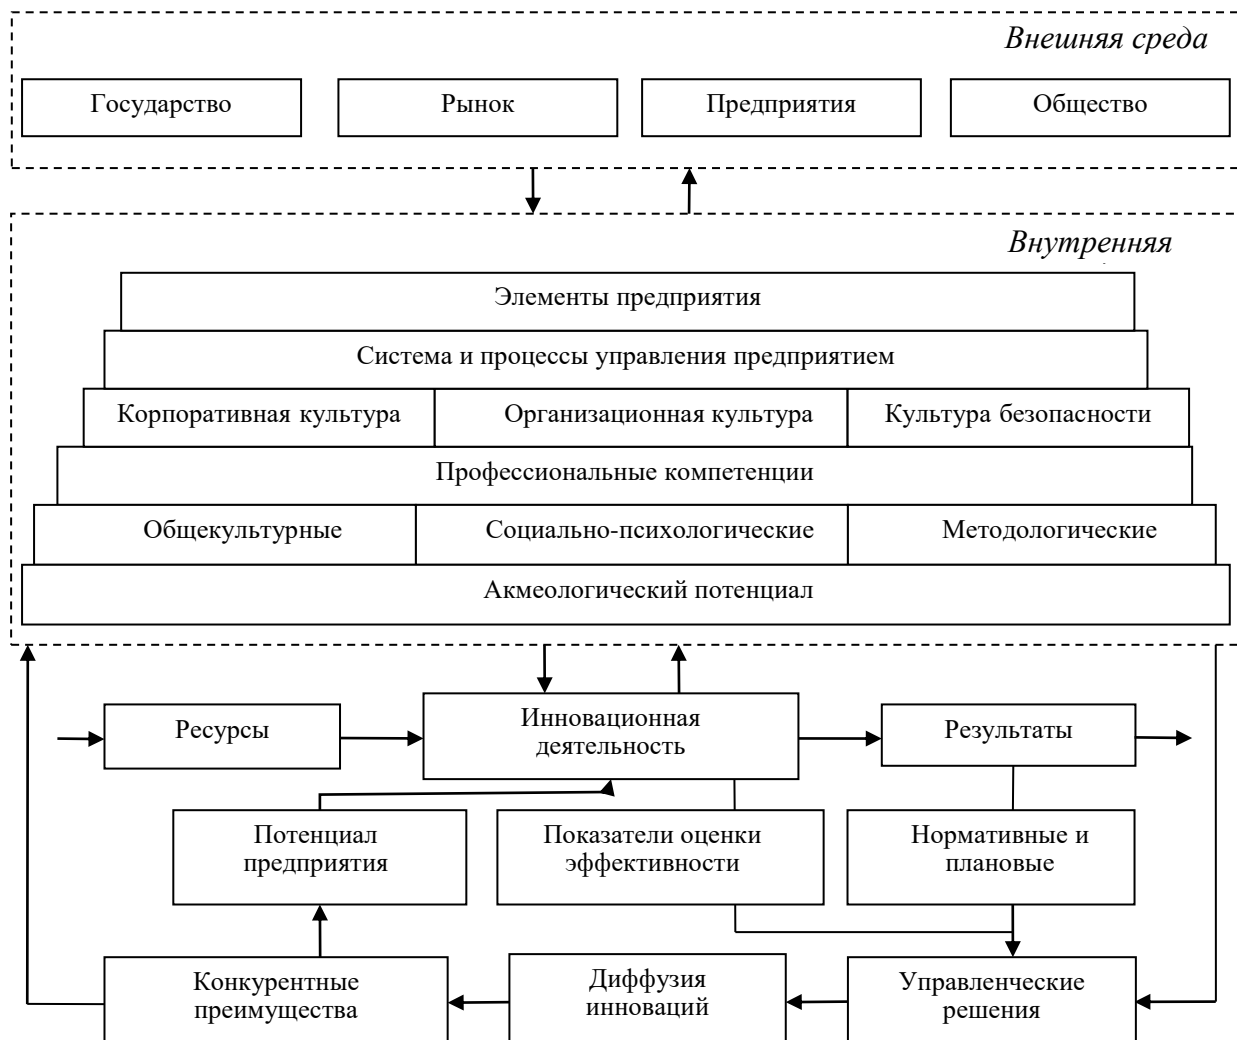 Внешняя среда
Государство
Рынок
Предприятия
Общество
Внутренняя
Элементы предприятия
Система и процессы управления предприятием
Корпоративная культура
Организационная культура
Культура безопасности
Профессиональные компетенции
Общекультурные
Социально-психологические
Методологические
Акмеологический потенциал
Ресурсы
Инновационная
деятельность
Результаты
Потенциал
предприятия
Показатели оценки
эффективности
Нормативные и
плановые
Конкурентные
преимущества
Диффузия
инноваций
Управленческие
решения